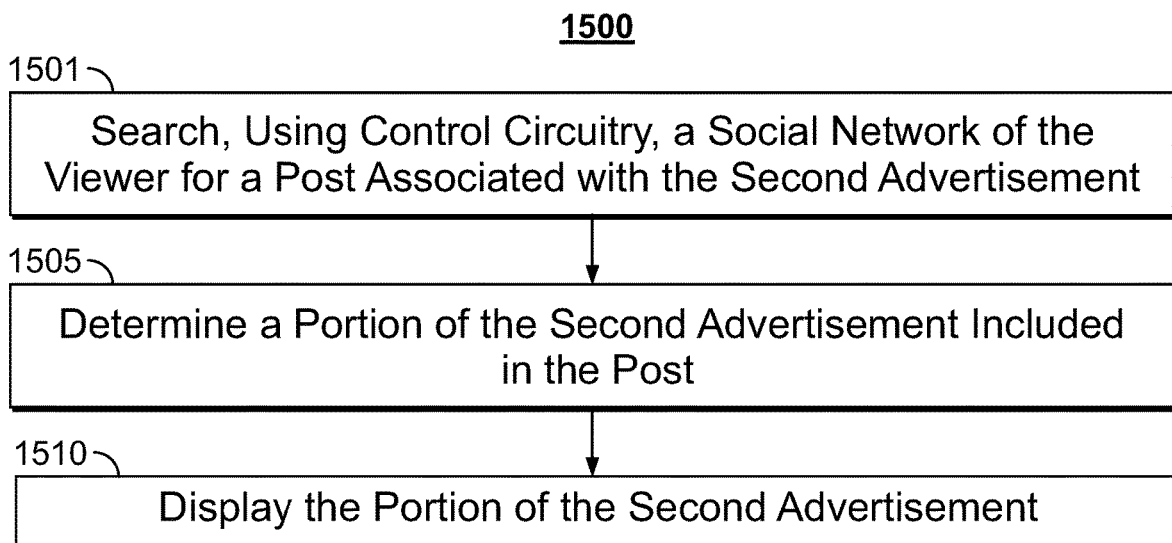 1500
1501
Search, Using Control Circuitry, a Social Network of the
Viewer for a Post Associated with the Second Advertisement
1505
Determine a Portion of the Second Advertisement Included
in the Post
1510
Display the Portion of the Second Advertisement